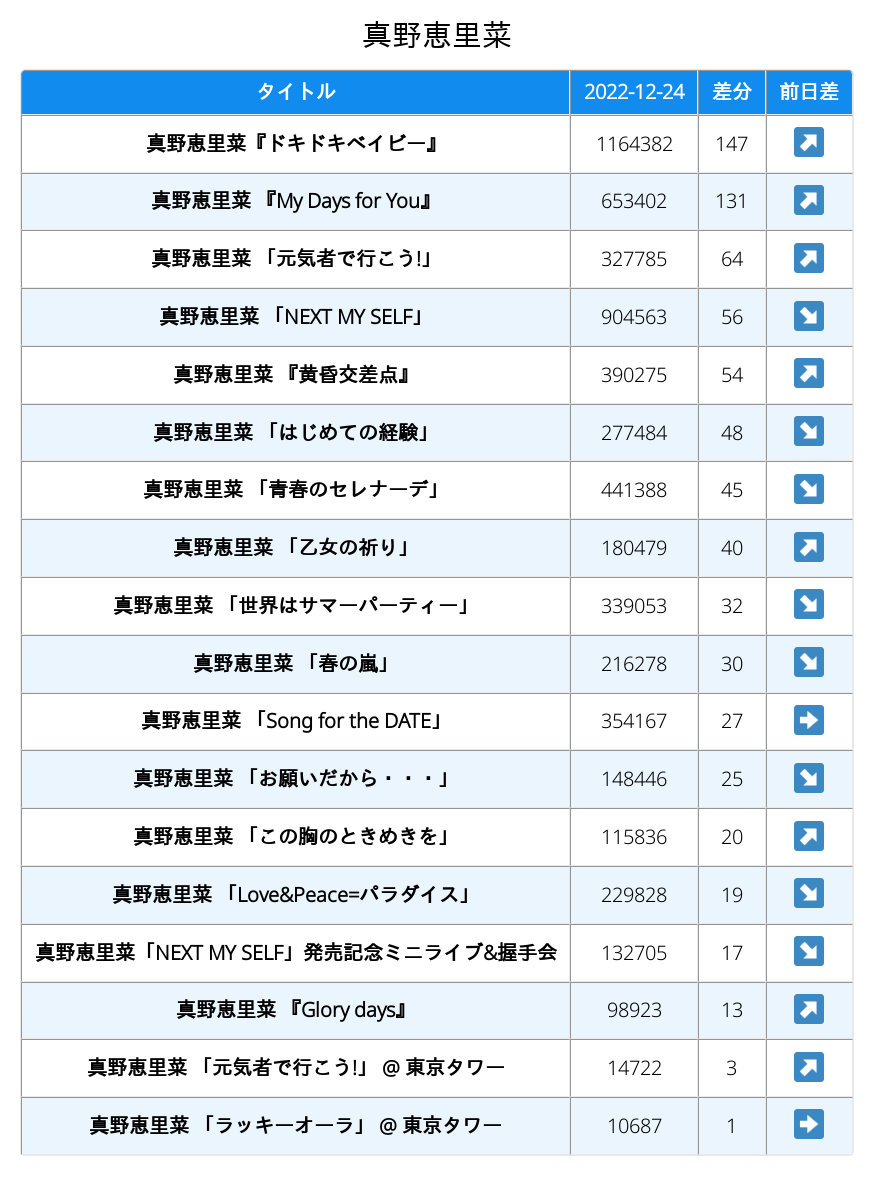 真野恵里菜
タイトル 2022-12-24 差分 前日差
真野恵里菜『ドキドキベイビー』 1164382 147
真野恵里菜 『My Days for You』 653402 131
真野恵里菜 「元気者で行こう!」 327785 64
真野恵里菜 「NEXT MY SELF」 904563 56
真野恵里菜 『黄昏交差点』 390275 54
真野恵里菜 「はじめての経験」 277484 48
真野恵里菜 「青春のセレナーデ」 441388 45
真野恵里菜 「乙女の祈り」 180479 40
真野恵里菜 「世界はサマーパーティー」 339053 32
真野恵里菜 「春の嵐」 216278 30
真野恵里菜 「Song for the DATE」 354167 27
真野恵里菜 「お願いだから・・・」 148446 25
真野恵里菜 「この胸のときめきを」 115836 20
真野恵里菜 「Love&Peace=パラダイス」 229828 19
真野恵里菜「NEXT MY SELF」発売記念ミニライブ&握手会 132705 17
真野恵里菜 『Glory days』 98923 13
真野恵里菜 「元気者で行こう!」 @ 東京タワー 14722 3
真野恵里菜 「ラッキーオーラ」 @ 東京タワー 10687 1